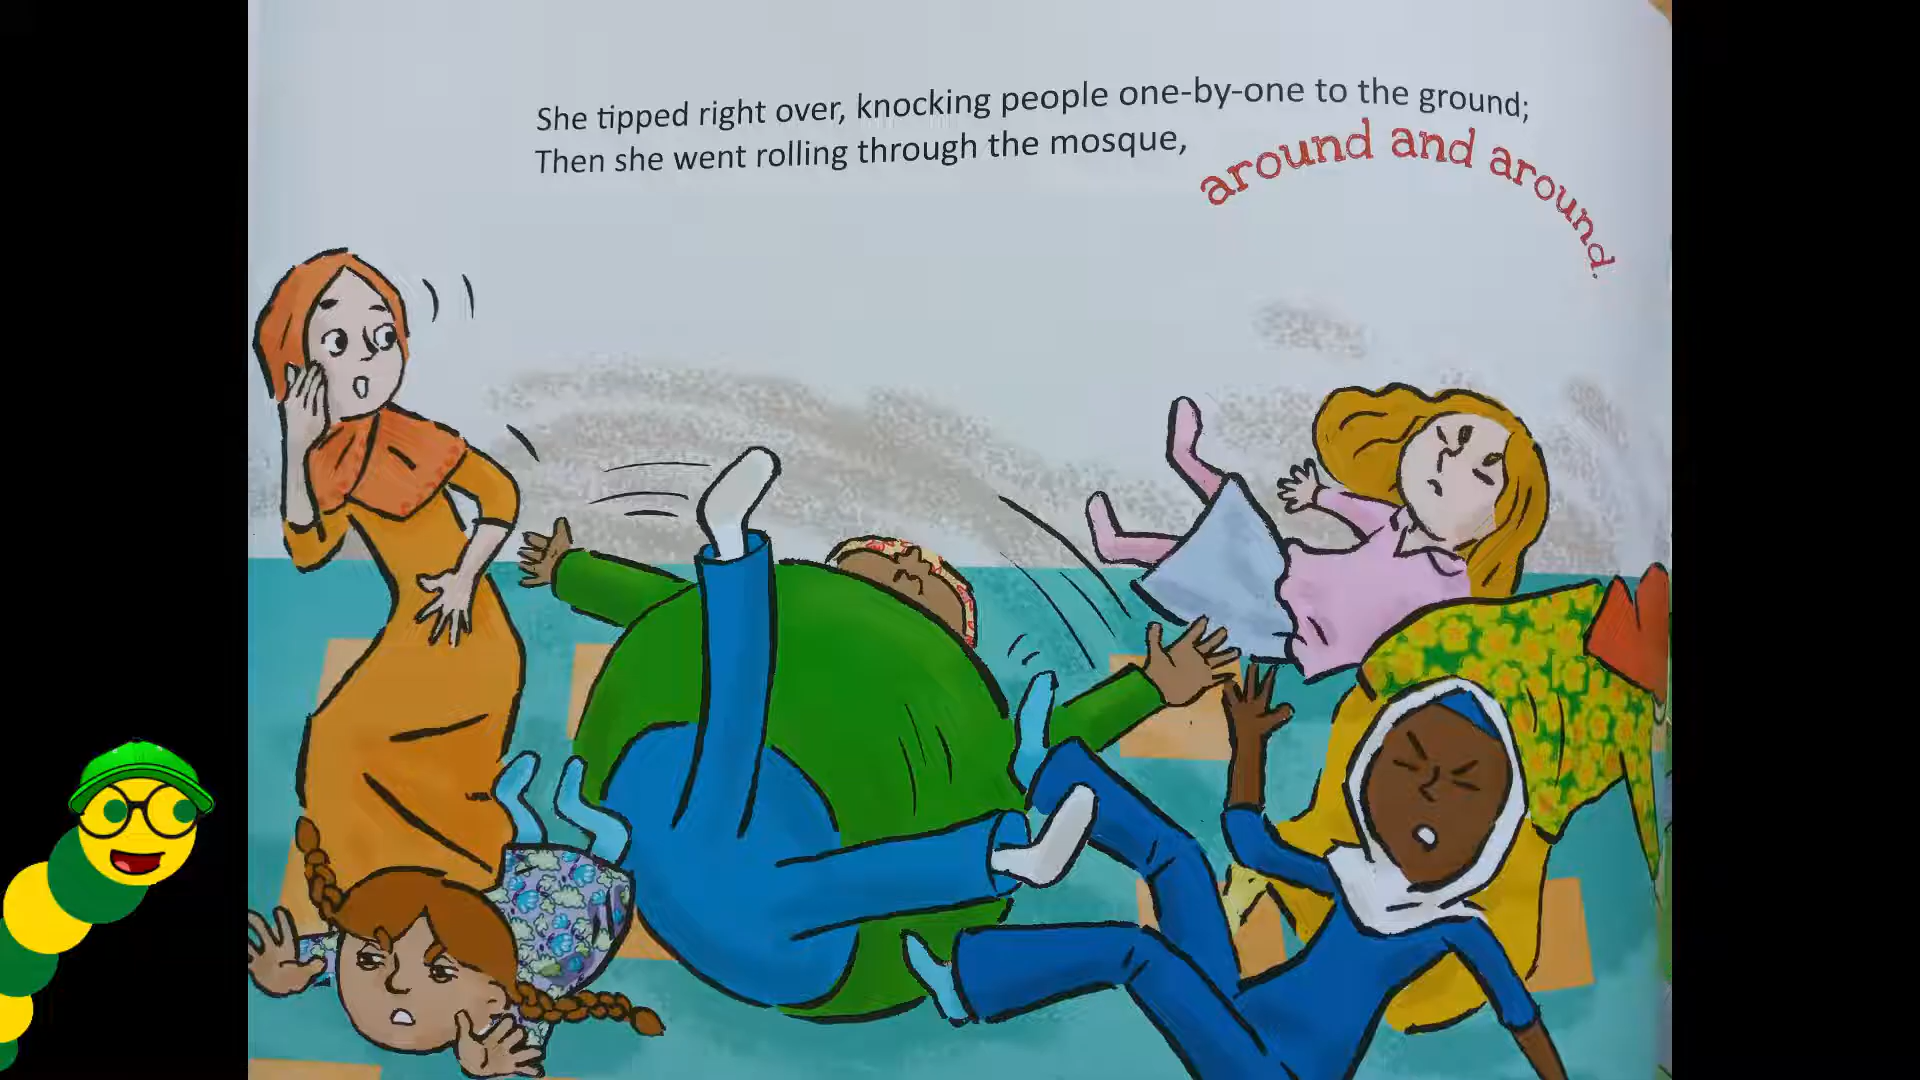 She tipped right over, knocking people one-by-one to the ground;
Then she went rolling through the mosque,
around and around.